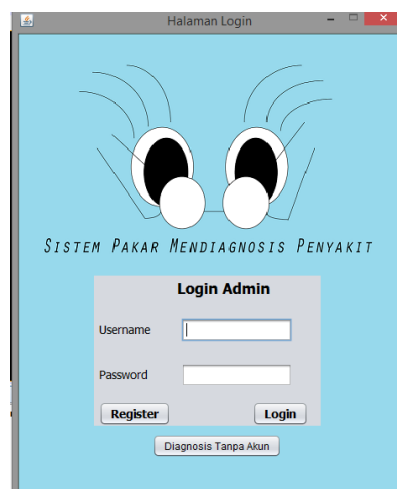 Halaman Login
Sistem Pakar Mendiagnosis Penyakit
Login Admin
Username
Password
Register Login
Diagnosis Tanpa Akun